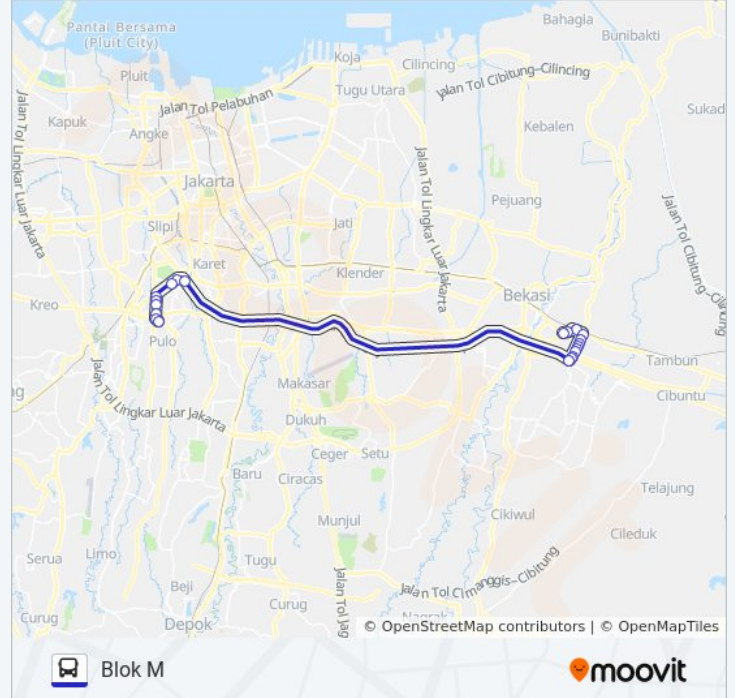 Bahagia
Pantai Bersama
(Pluit City)
Bunibakti
Koja
Cilincing
Pluit
Jalan Tol Cibitung–Cilincing
Tugu Utara
Jalan Tol Pelabuhan
Sukad
Kapuk
Angke
Kebalen
Jalan Tol Lingkar Luar Jakarta
Jalan Tol Lingkar Luar Jakarta
Jakarta
Pejuang
Jalan Tol Cibitung–Cilincing
Slipi
Jati
Karet
Klender
Kreo
Bekasi
Pulo
Tambun
Makasar
Cibuntu
Jalan Tol Lingkar Luar Jakarta
Dukuh
Ceger
Setu
Baru
Ciracas
Telajung
Munjul
Cikiwul
Cileduk
Serua
Limo
Tugu
Beji
Jalan Tol Jag
Jalan Tol Cimanggis–Cibitung
Curug
Curug
Nagrak
Depok
© OpenStreetMap contributors | © OpenMapTiles
Blok M
moovit